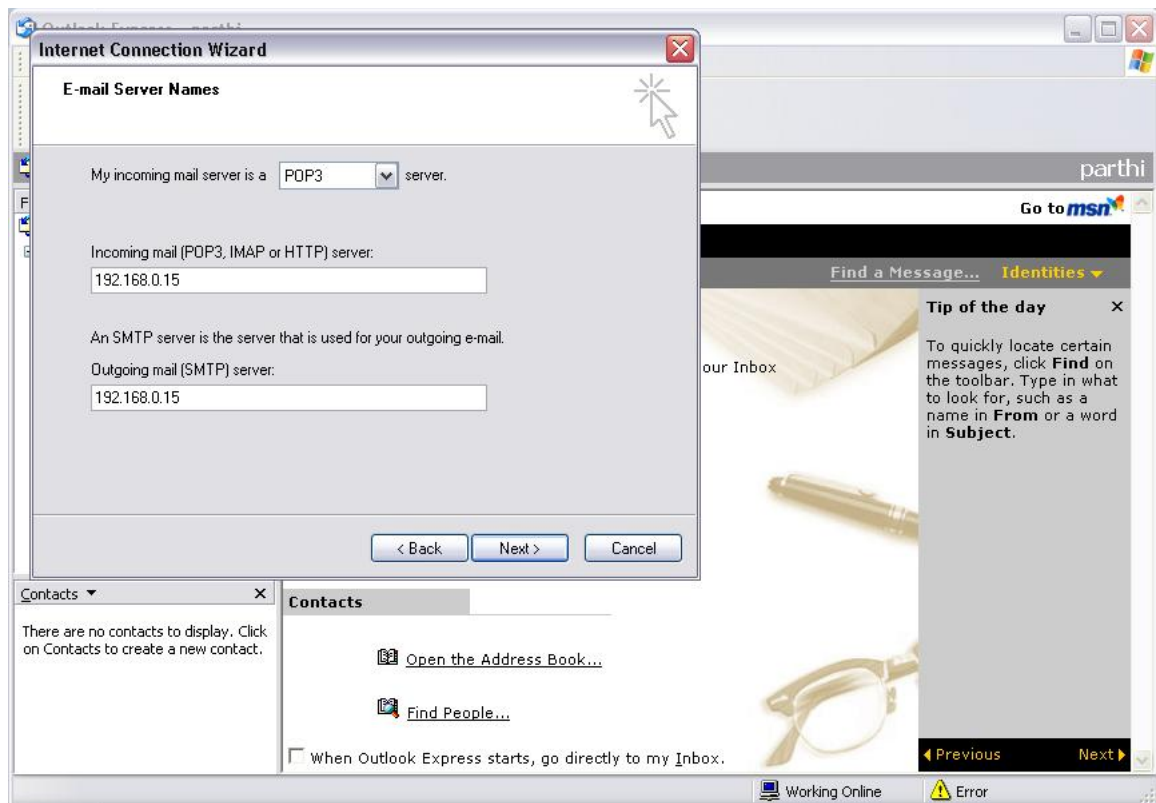 Outlook Express - parthi
Internet Connection Wizard
E-mail Server Names
My incoming mail server is a POP3 server.
Incoming mail (POP3, IMAP or HTTP) server:
192.168.0.15
An SMTP server is the server that is used for your outgoing e-mail.
Outgoing mail (SMTP) server:
192.168.0.15
< Back Next > Cancel
parthi
F
Go to msn
Find a Message... Identities
our Inbox
Tip of the day X
To quickly locate certain
messages, click Find on
the toolbar. Type in what
to look for, such as a
name in From or a word
in Subject.
Previous Next
Contacts X
There are no contacts to display. Click
on Contacts to create a new contact.
Contacts
Open the Address Book...
Find People...
When Outlook Express starts, go directly to my Inbox.
Working Online Error